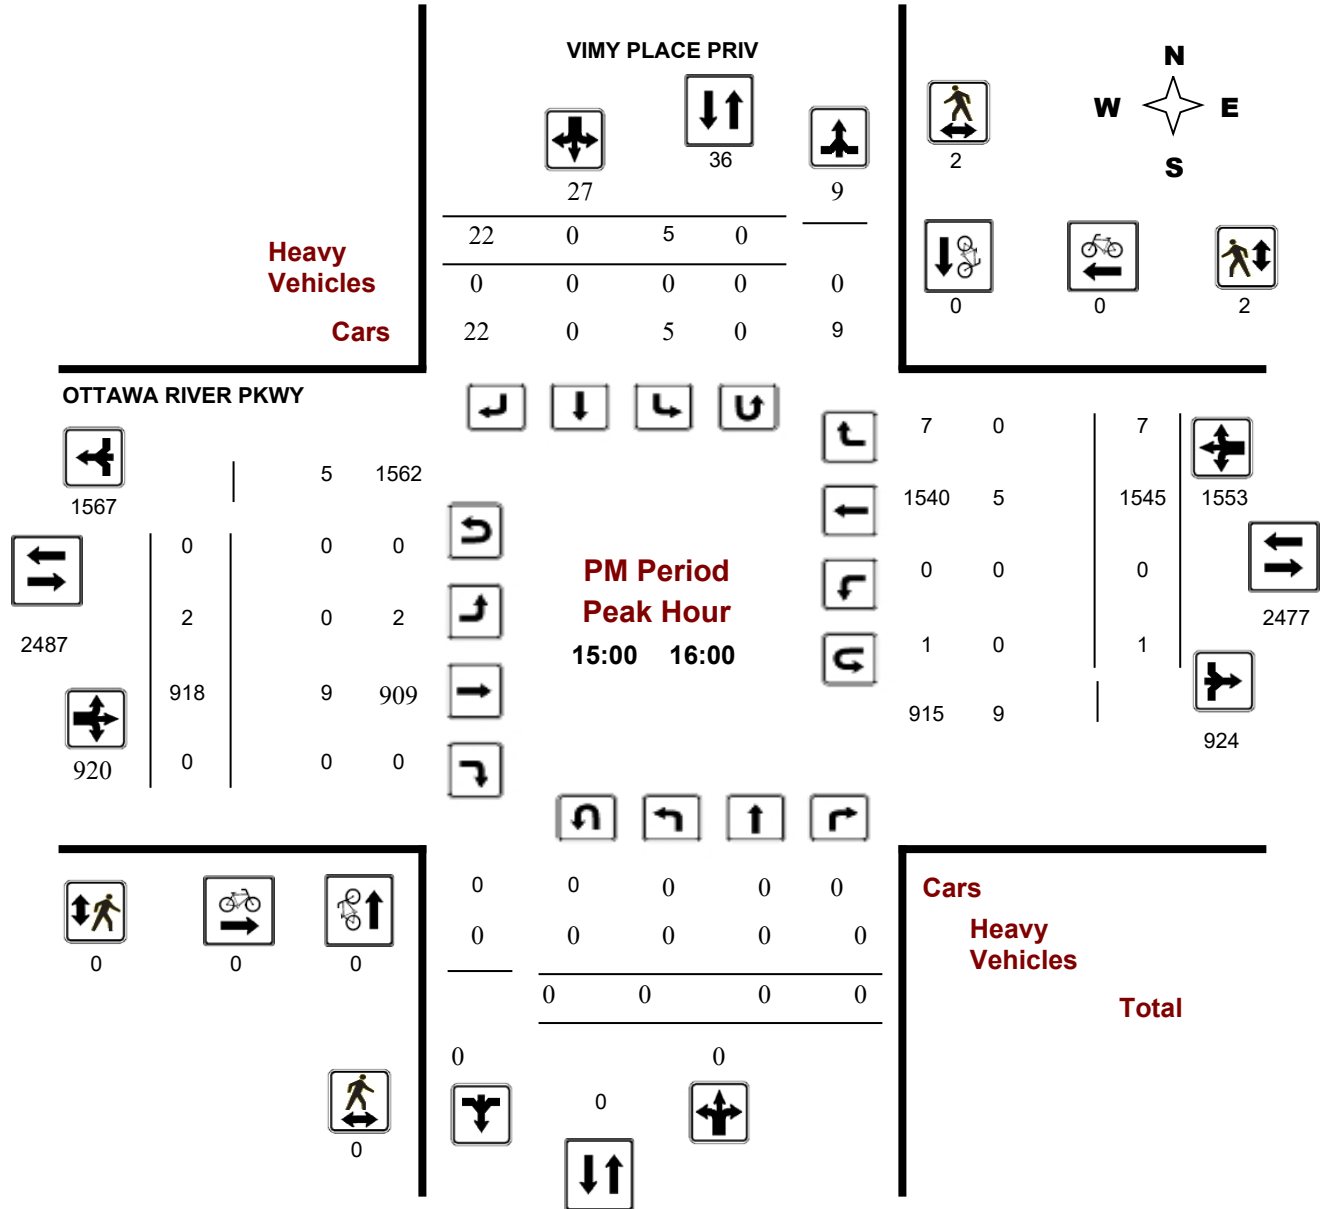 VIMY PLACE PRIV
N
W E
S
36
2
27 9
22 0 5 0
Heavy
Vehicles
0 0 0 0 0
0 0 2
Cars
22 0 5 0 9
OTTAWA RIVER PKWY
7 0 7
5 1562
1567
1540 5 1545 1553
0 0 0
PM Period
0 0 0
Peak Hour
2 0 2
2477
2487
15:00 16:00
1 0 1
918 9 909
915 9
924
920 0 0 0
0 0 0 0 0
Cars
0 0 0 0 0
Heavy
Vehicles
0 0 0
0 0 0 0
Total
0 0
0
0